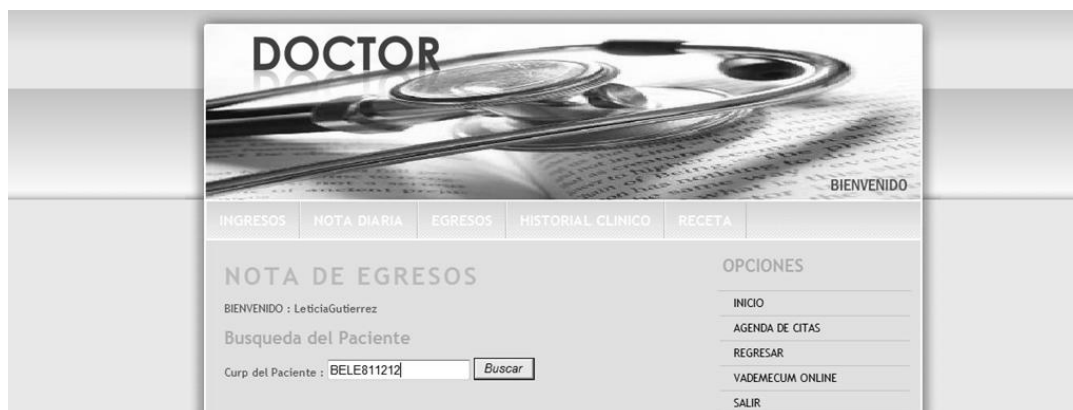 DOCTOR
BIENVENIDO
INGRESOS NOTA DIARIA EGRESOS HISTORIAL CLINICO RECETA
NOTA DE EGRESOS
BIENVENIDO : LeticiaGutierrez
Busqueda del Paciente
Curp del Paciente : BELE811212 Buscar
OPCIONES
INICIO
AGENDA DE CITAS
REGRESAR
VADEMECUM ONLINE
SALIR